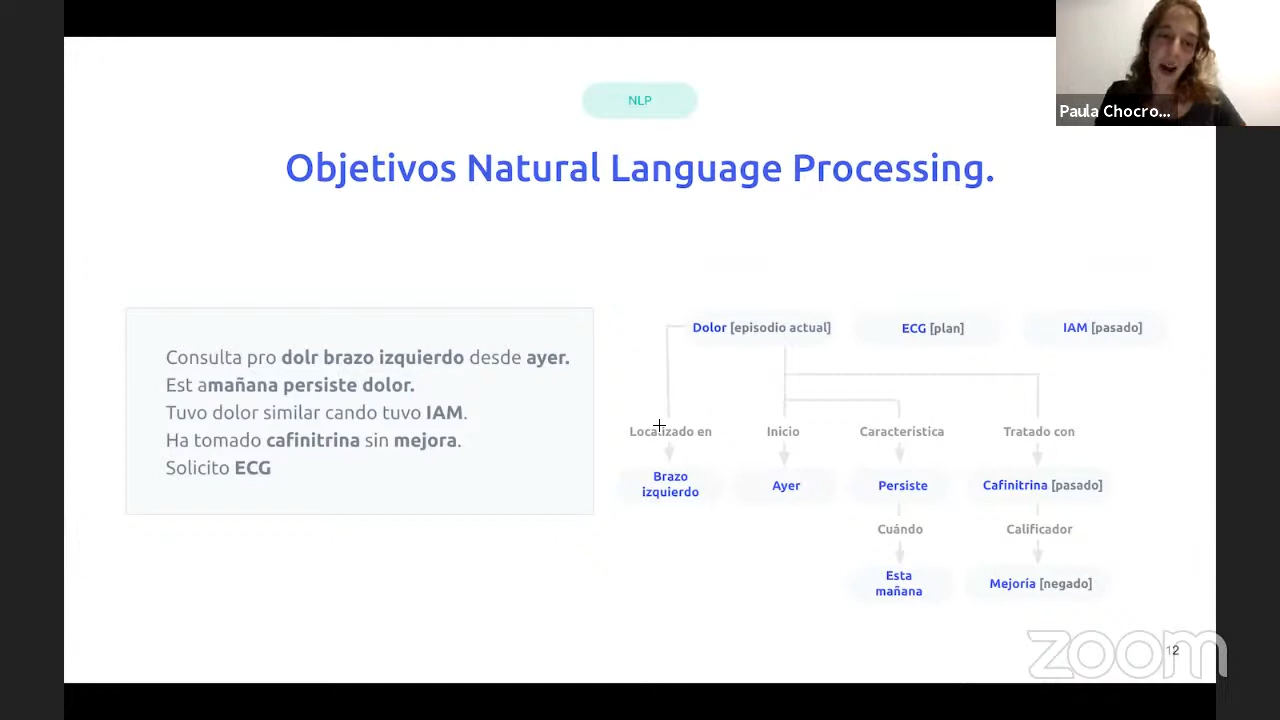 NLP
Paula Chocro...
Objetivos Natural Language Processing.
Consulta pro dolr brazo izquierdo desde ayer.
Est amañana persiste dolor.
Tuvo dolor similar cando tuvo IAM.
Ha tomado cafinitrina sin mejora.
Solicito ECG
Dolor [episodio actual]
ECG [plan]
IAM [pasado]
Localizado en
Inicio
Característica
Tratado con
Brazo
izquierdo
Ayer
Persiste
Cafinitrina [pasado]
Cuándo
Calificador
Esta
mañana
Mejoría [negado]
zoom
12